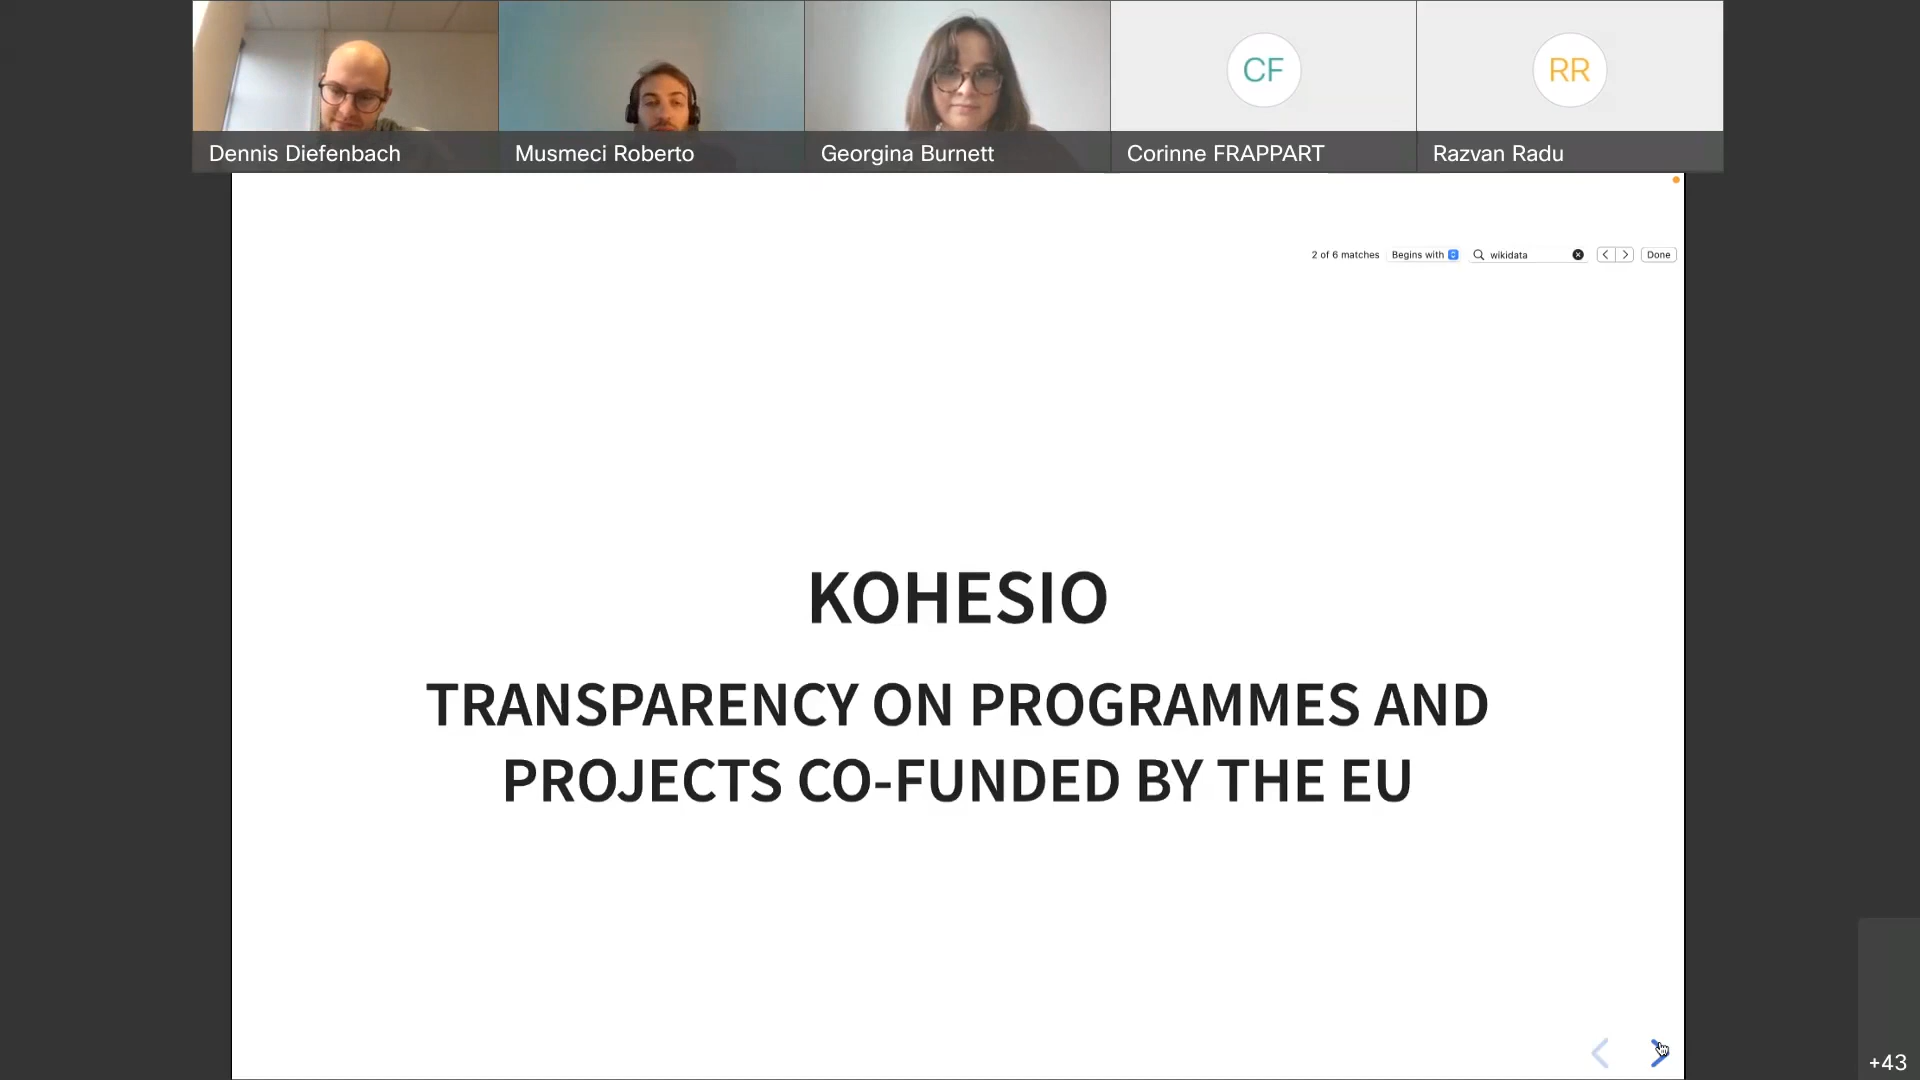 CF
RR
Dennis Diefenbach
Musmeci Roberto
Georgina Burnett
Corinne FRAPPART
Razvan Radu
2 of 6 matches Begins with wikidata Done
KOHESIO
TRANSPARENCY ON PROGRAMMES AND
PROJECTS CO-FUNDED BY THE EU
+43